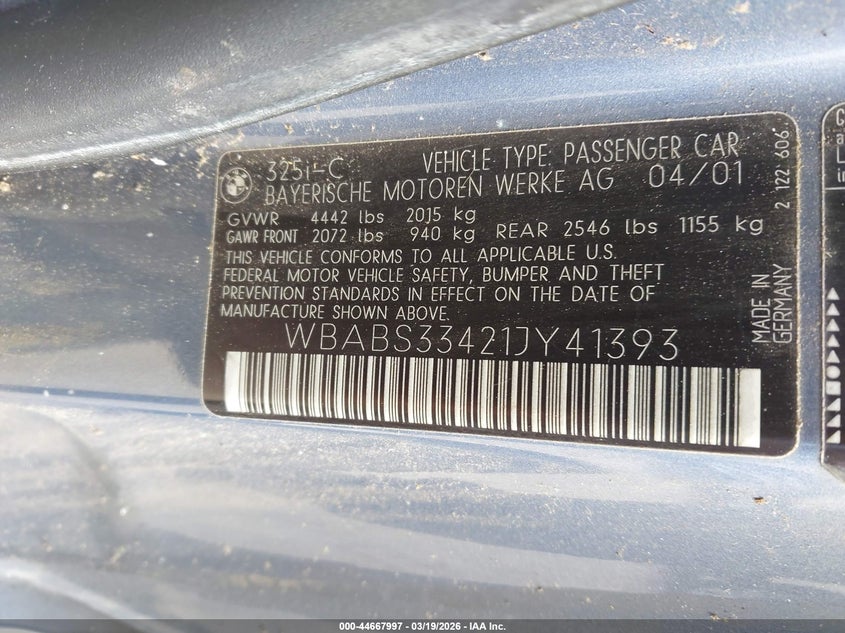 325i-C VEHICLE TYPE: PASSENGER CAR
BAYERISCHE MOTOREN WERKE AG 04/01
GVWR 4442 lbs 2015 kg
GAWR FRONT 2072 lbs 940 kg REAR 2546 lbs 1155 kg
THIS VEHICLE CONFORMS TO ALL APPLICABLE U.S.
FEDERAL MOTOR VEHICLE SAFETY, BUMPER AND THEFT
PREVENTION STANDARDS IN EFFECT ON THE DATE OF
MANUFACTURE SHOWN ABOVE.
WBABS33421JY41393
MADE IN
GERMANY
2 122 606
000-44667997 - 03/19/2026 - IAA Inc.